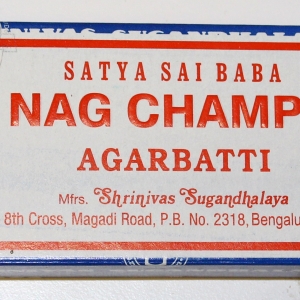 SATYA SAI BABA
NAG CHAMP
AGARBATTI
Mfrs. Shrinivas Sugandhalaya
8th Cross, Magadi Road, P.B. No. 2318, Bengalu